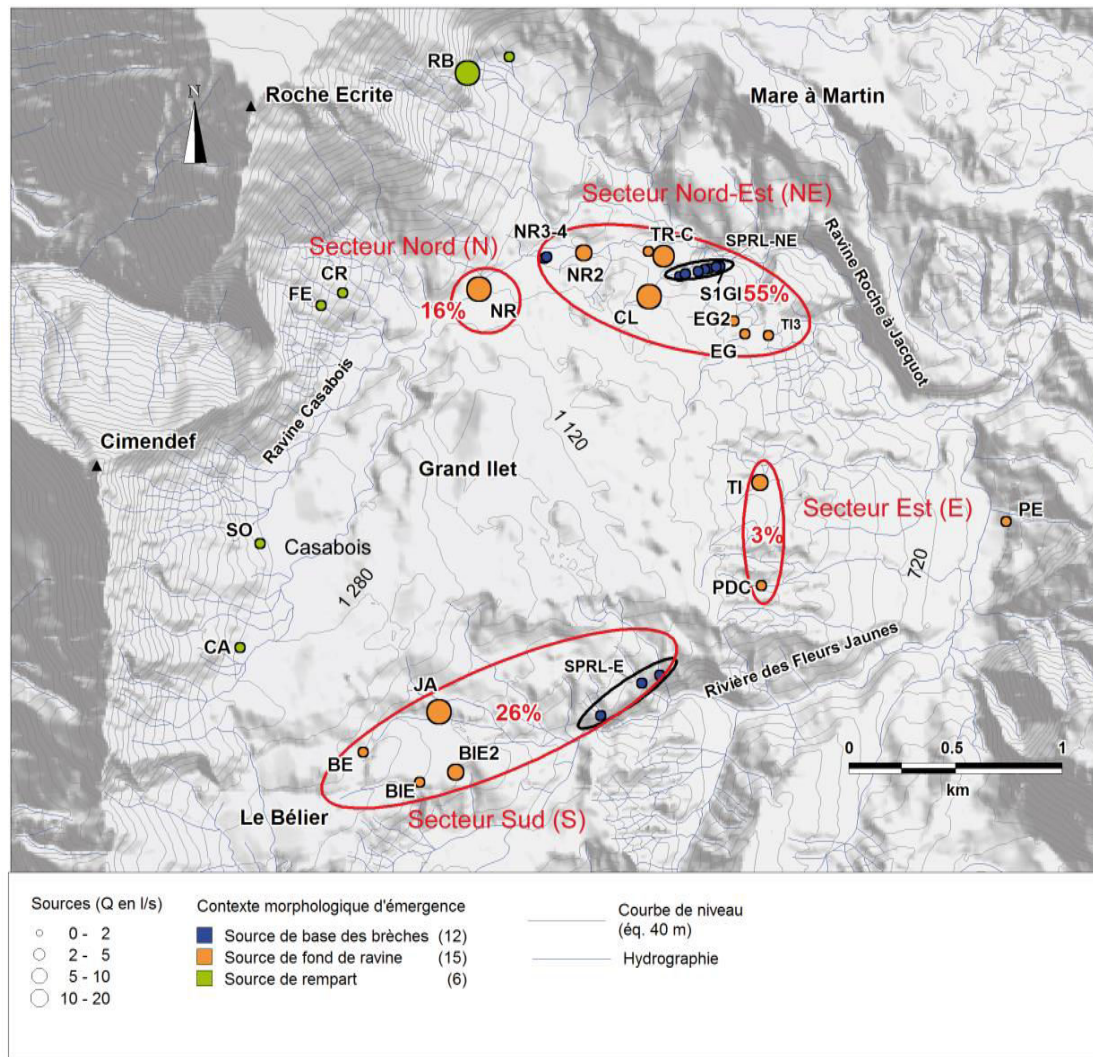 RB
N
Roche Ecrite
Mare à Martin
Secteur Nord-Est (NE)
Secteur Nord (N)
NR3-4
TR-C
SPRL-NE
NR2
CR
FE
NR
16%
CL
S1GI
55%
EG2
EG
TI3
Ravine Roche à Jacquot
Ravine Casabois
1 120
Cimendef
Grand Ilet
TI
Secteur Est (E)
PE
3%
SO
Casabois
1 280
720
PDC
CA
SPRL-E
Rivière des Fleurs Jaunes
JA
26%
BE
BIE2
BIE
Le Bélier
Secteur Sud (S)
0 0.5 1
km
Sources (Q en l/s)
0 - 2
2 - 5
5 - 10
10 - 20
Contexte morphologique d'émergence
Source de base des brèches (12)
Source de fond de ravine (15)
Source de rempart (6)
Courbe de niveau
(éq. 40 m)
Hydrographie